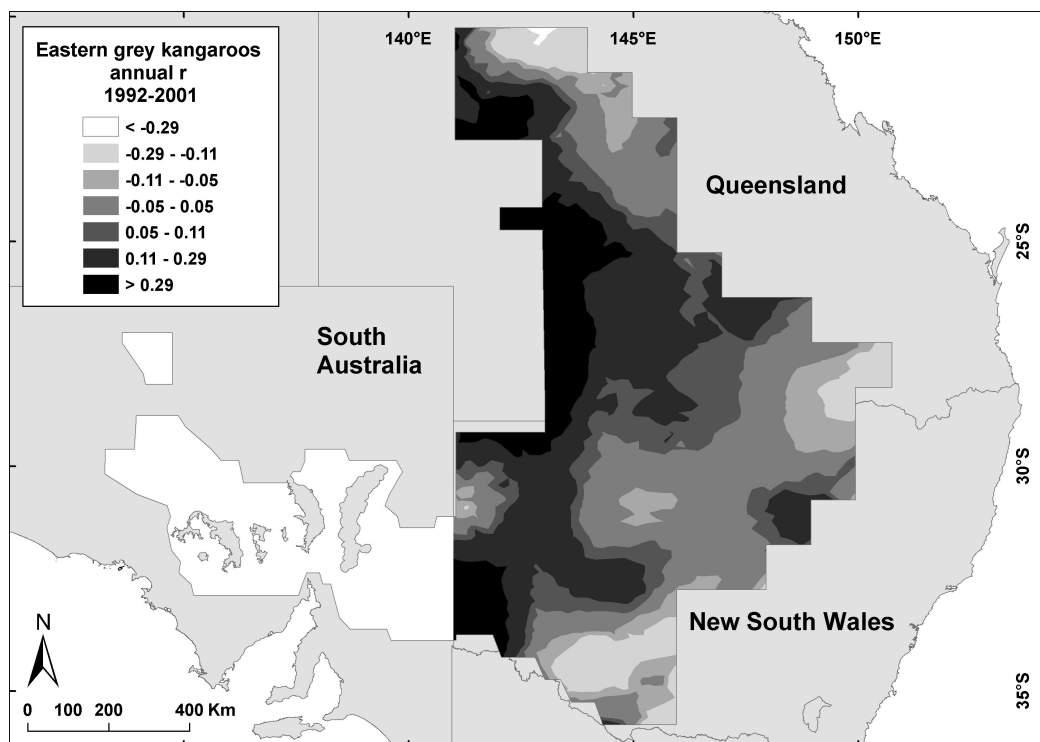 Eastern grey kangaroos
annual r
1992-2001
< -0.29
-0.29 - -0.11
-0.11 - -0.05
-0.05 - 0.05
0.05 - 0.11
0.11 - 0.29
> 0.29
140°E
145°E
150°E
Queensland
25°S
South
Australia
30°S
New South Wales
N
0 100 200 400 Km
35°S